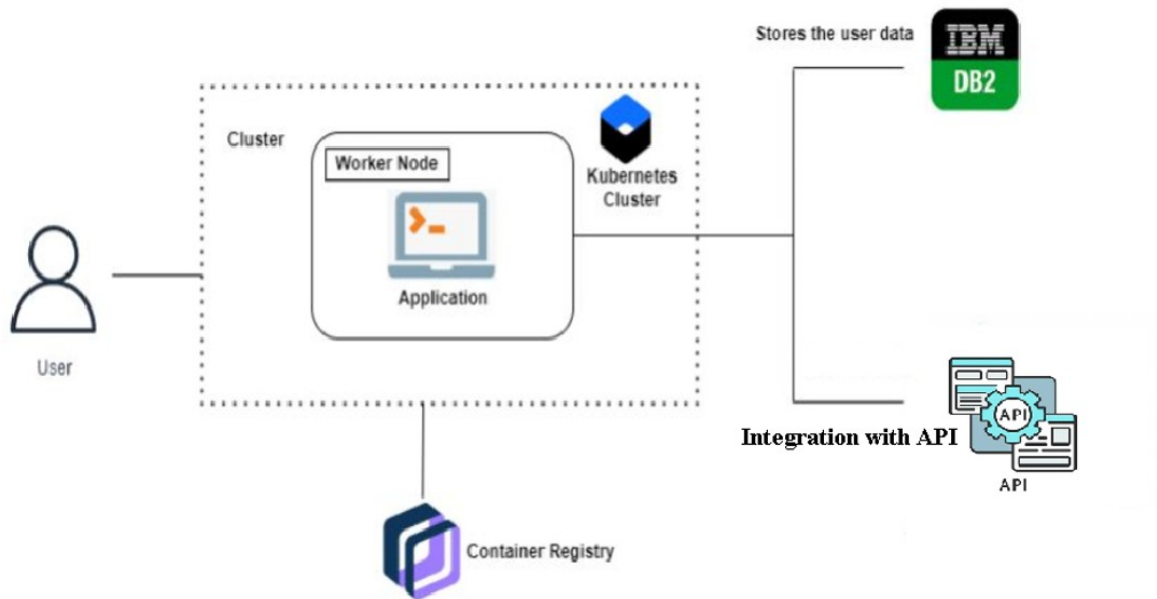 Stores the user data
IBM
DB2
Cluster
Worker Node
Kubernetes
Cluster
Application
User
Integration with API
API
API
Container Registry